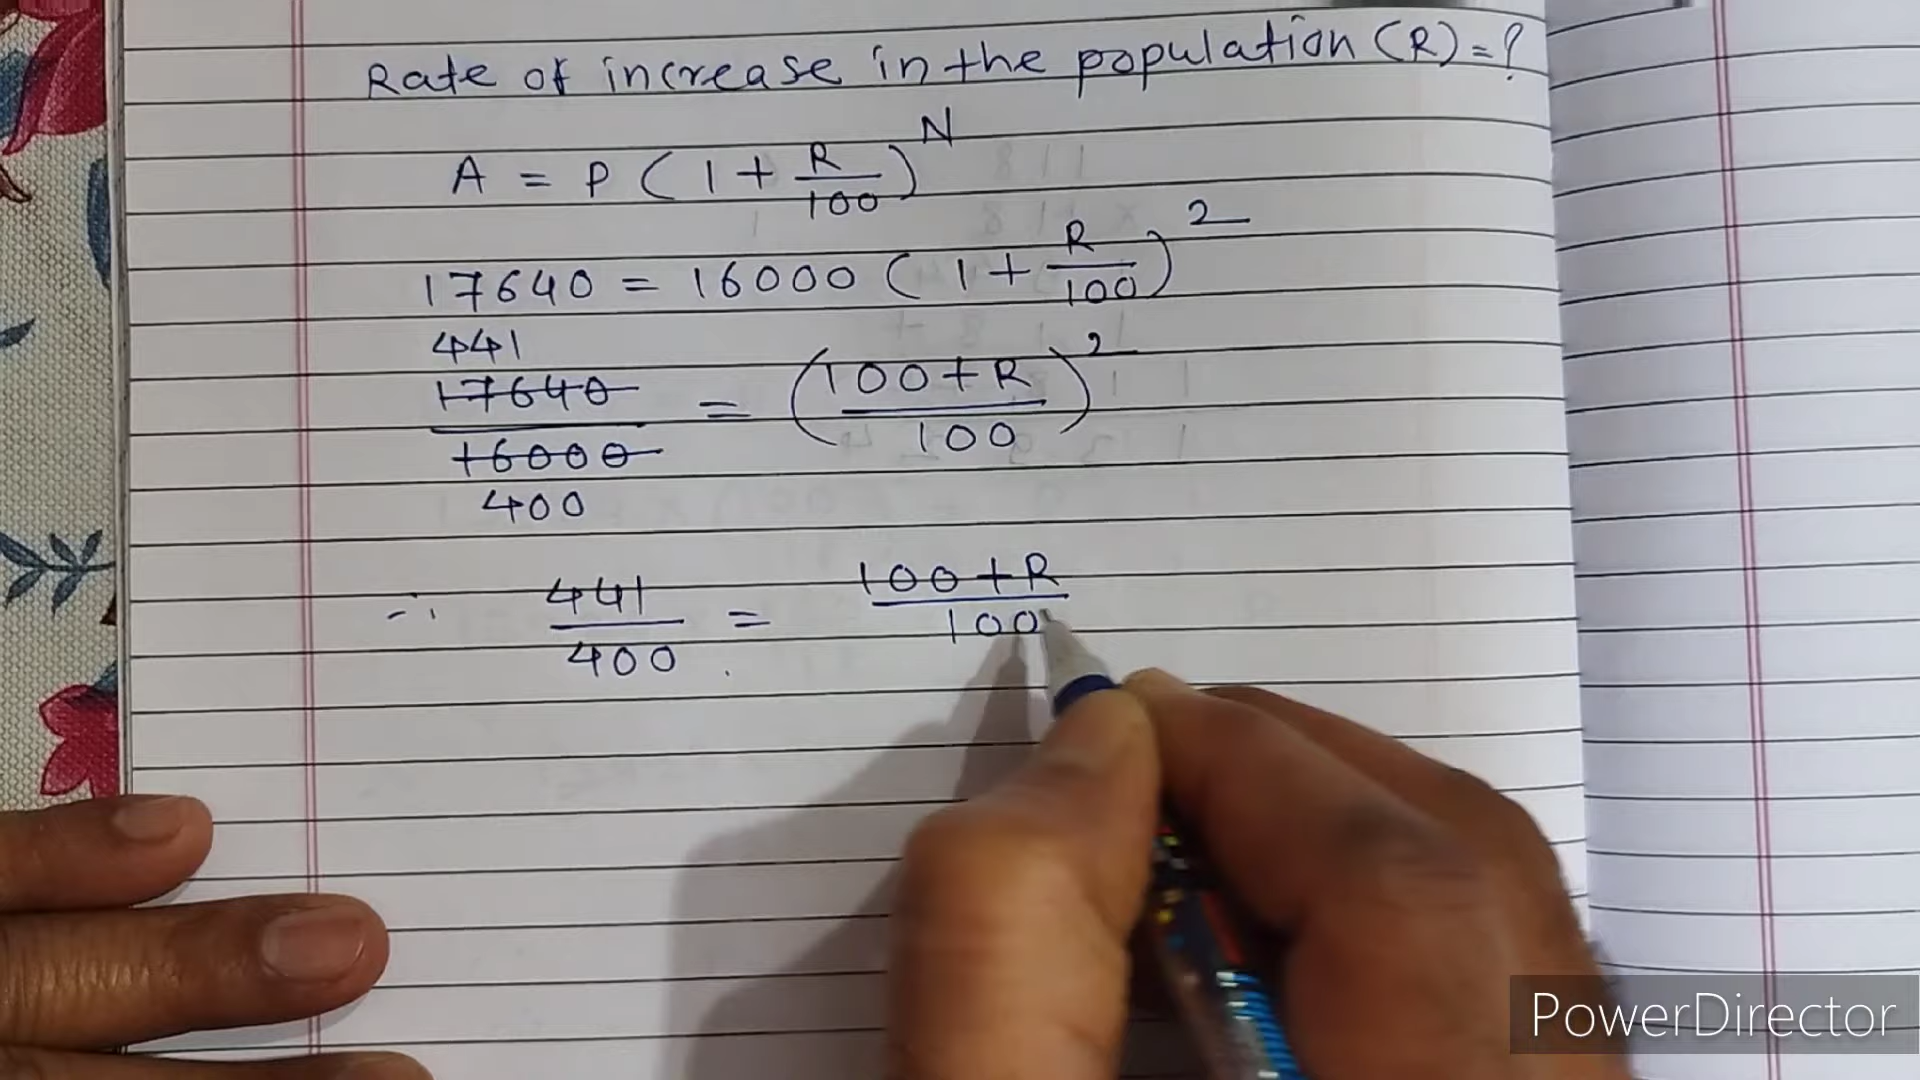 Rate of increase in the population (R) = ?
A = P ( 1 + R/100 )^N
17640 = 16000 ( 1 + R/100 )^2
441
17640/16000 = ( 100 + R / 100 )^2
400
∴ 441/400 = 100 + R / 100
PowerDirector